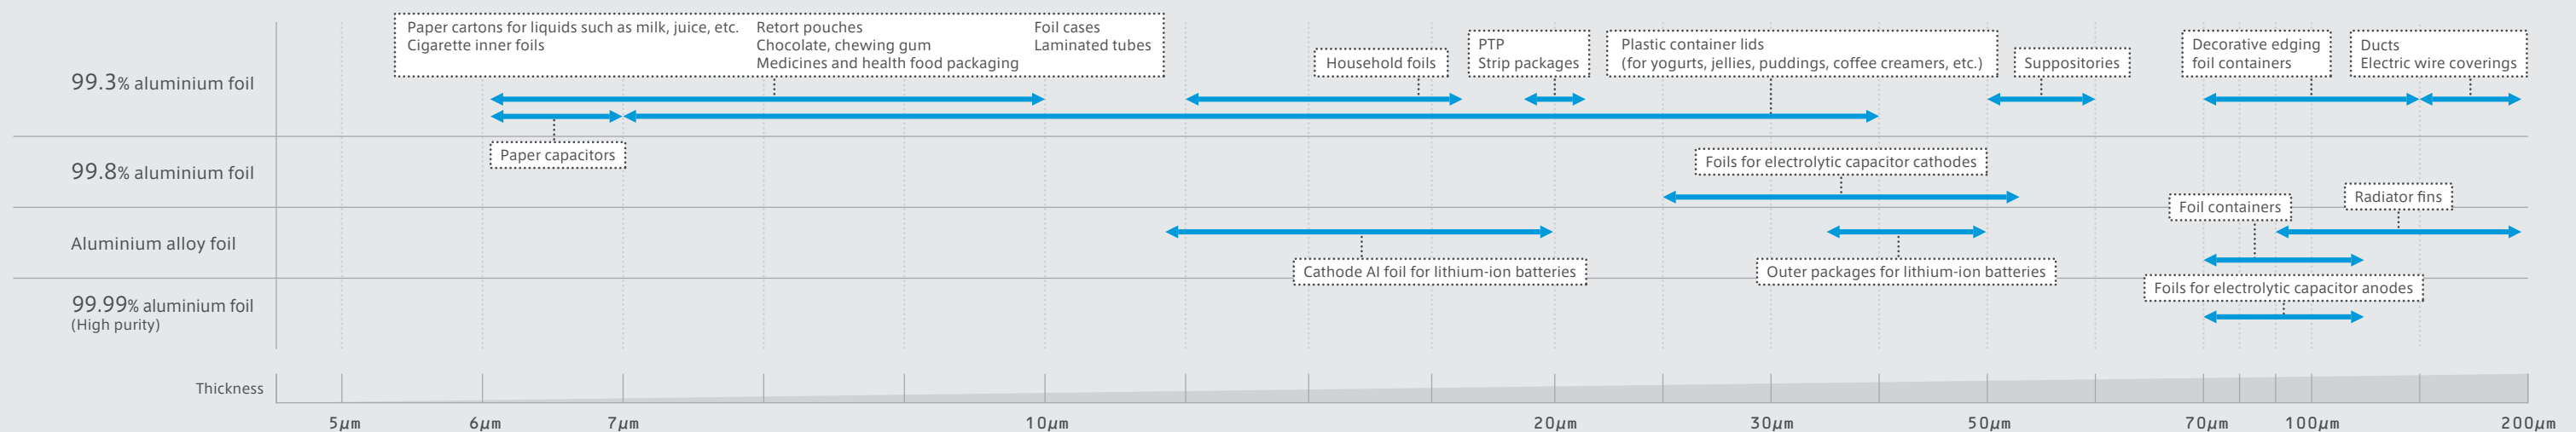 Paper cartons for liquids such as milk, juice, etc.
Cigarette inner foils
Retort pouches
Chocolate, chewing gum
Medicines and health food packaging
Foil cases
Laminated tubes
Household foils
PTP
Strip packages
Plastic container lids
(for yogurts, jellies, puddings, coffee creamers, etc.)
Suppositories
Decorative edging
foil containers
Ducts
Electric wire coverings
99.3% aluminium foil
Paper capacitors
99.8% aluminium foil
Foils for electrolytic capacitor cathodes
Foil containers
Radiator fins
Aluminium alloy foil
Cathode Al foil for lithium-ion batteries
Outer packages for lithium-ion batteries
99.99% aluminium foil
(High purity)
Foils for electrolytic capacitor anodes
Thickness
5μm 6μm 7μm 10μm 20μm 30μm 50μm 70μm 100μm 200μm